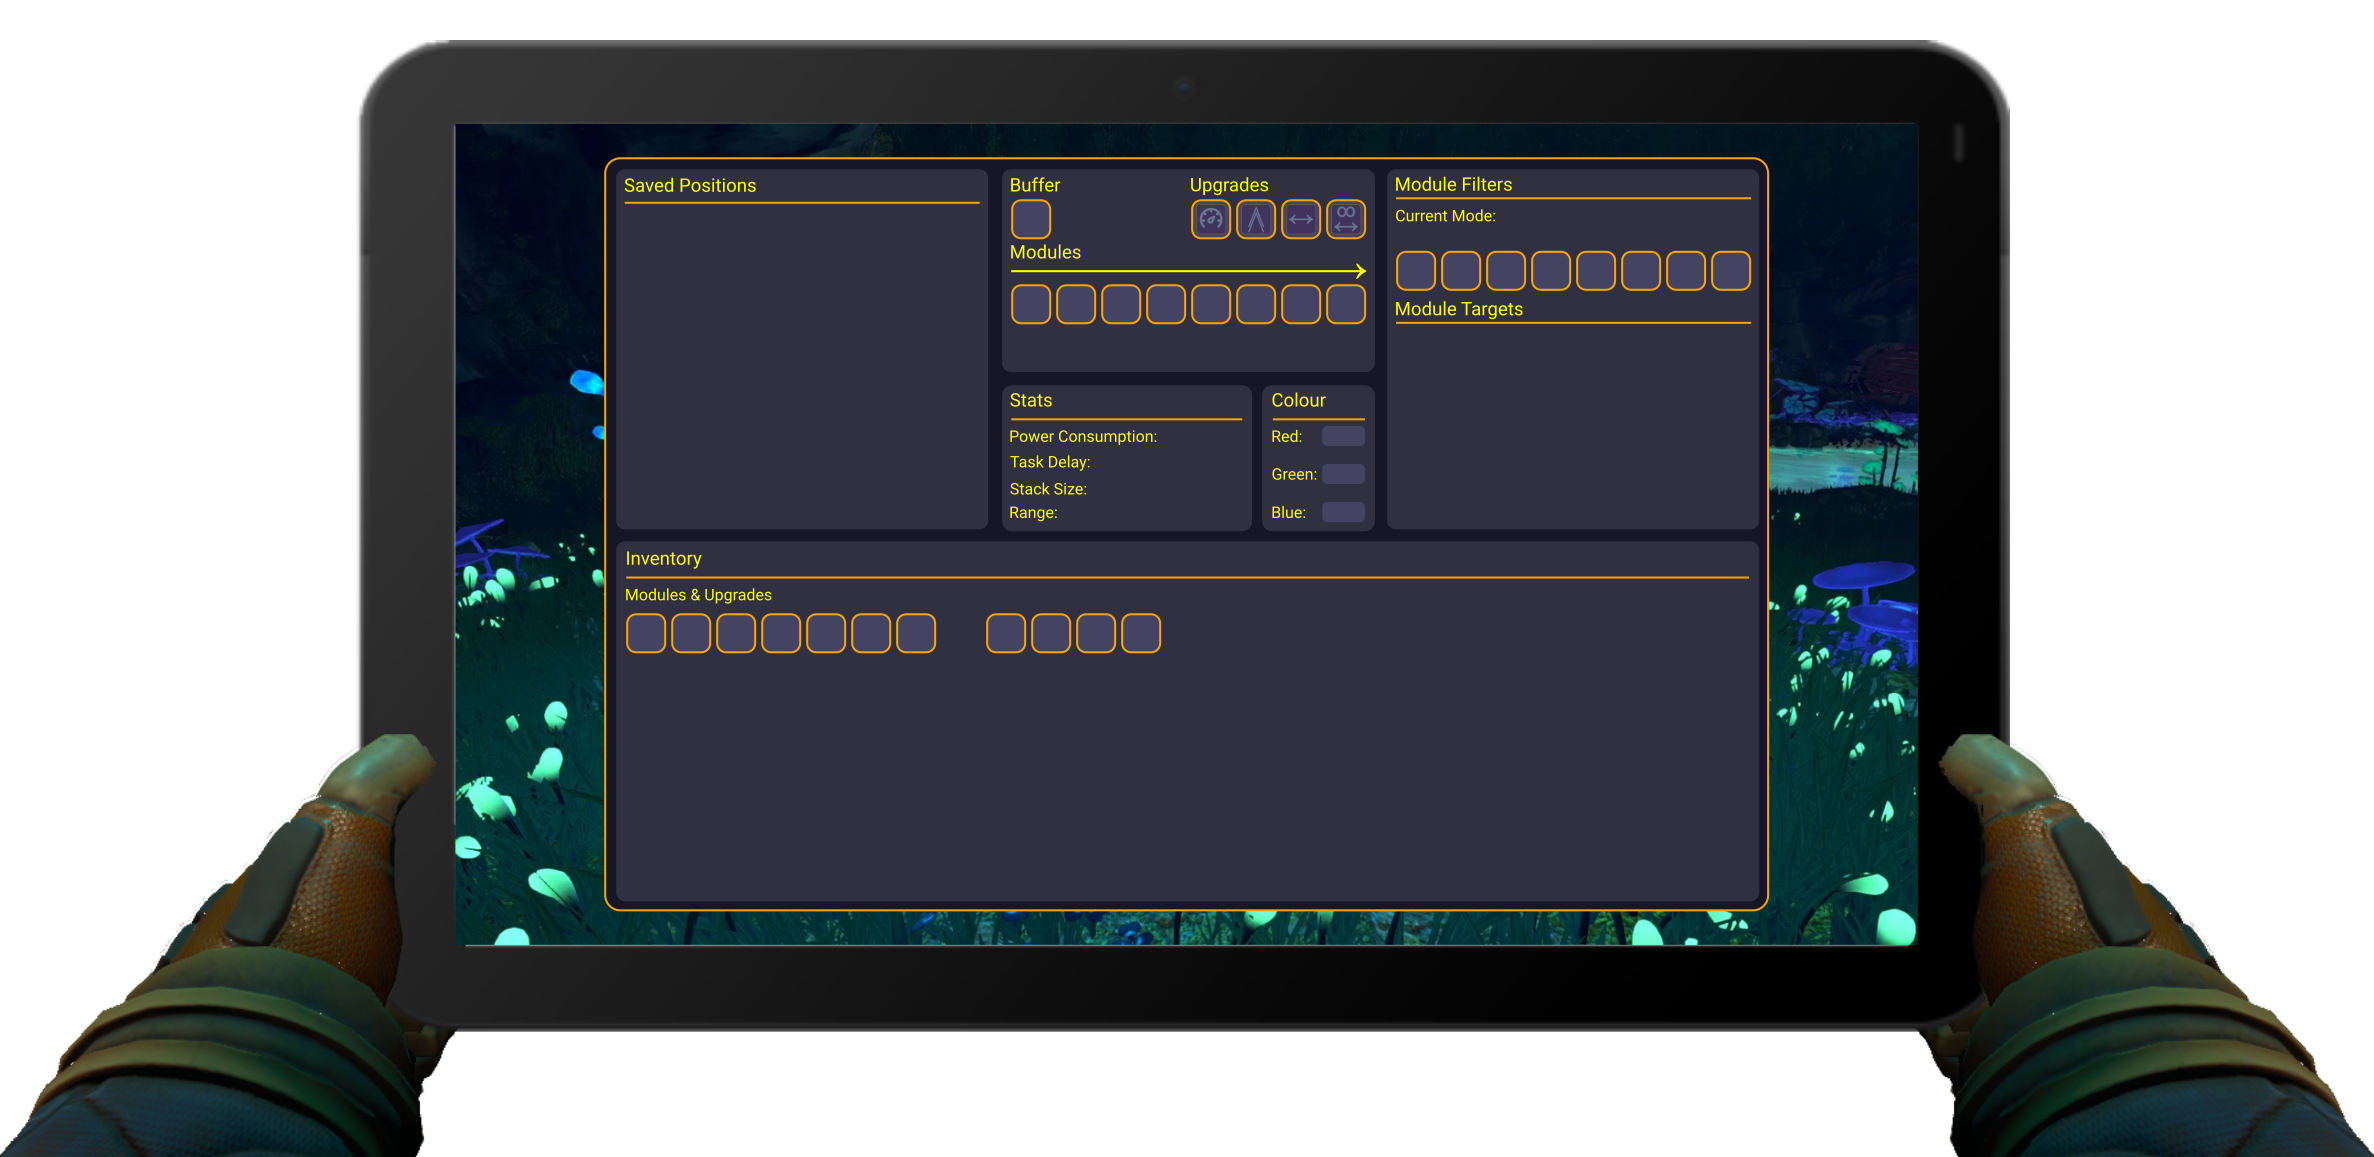 Saved Positions
Buffer
Upgrades
Modules
Module Filters
Current Mode:
Module Targets
Stats
Power Consumption:
Task Delay:
Stack Size:
Range:
Colour
Red:
Green:
Blue:
Inventory
Modules & Upgrades